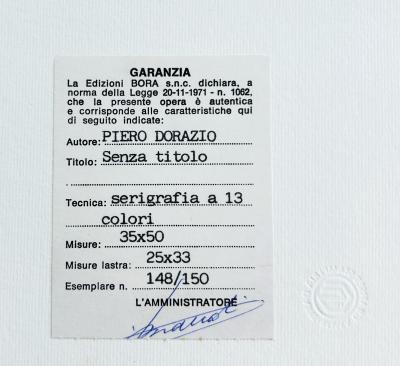 GARANZIA
La Edizioni BORA s.n.c. dichiara, a
norma della Legge 20-11-1971 - n. 1062,
che la presente opera è autentica
e corrisponde alle caratteristiche qui
di seguito indicate:
Autore: PIERO DORAZIO
Titolo: Senza titolo
Tecnica: serigrafia a 13
colori
Misure: 35x50
Misure lastra: 25x33
Esemplare n. 148/150
L'AMMINISTRATORE